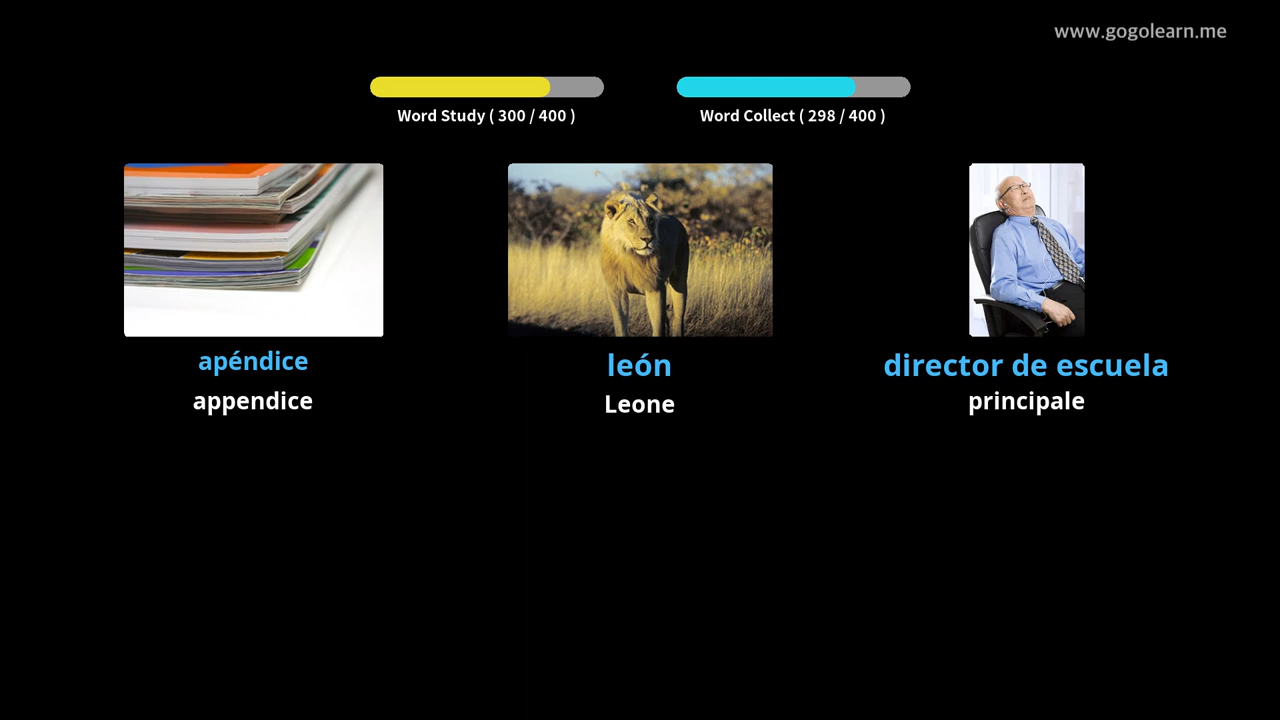 www.gogolearn.me
Word Study ( 300 / 400 )
Word Collect ( 298 / 400 )
apéndice
appendice
león
Leone
director de escuela
principale